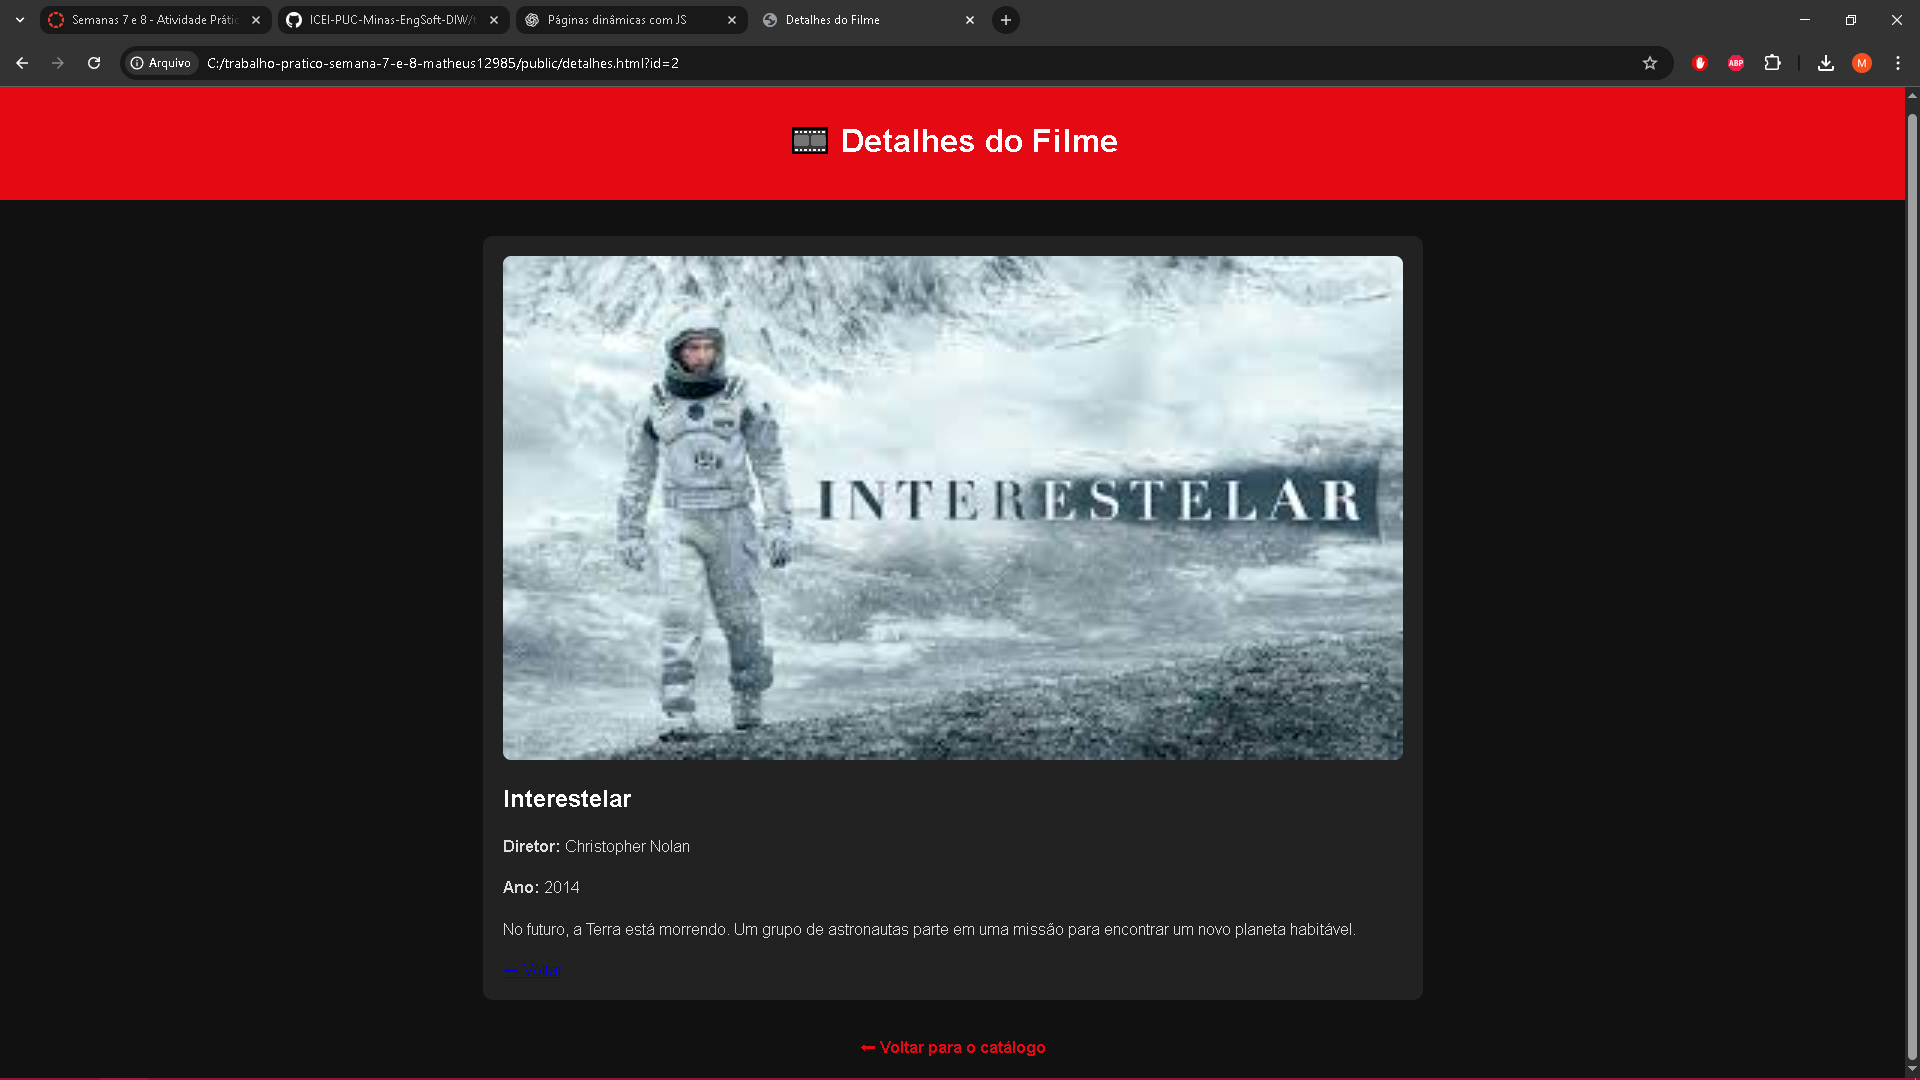 Semanas 7 e 8 - Atividade Prátic
ICEI-PUC-Minas-EngSoft-DIW/t
Páginas dinâmicas com JS
Detalhes do Filme
Arquivo
C:/trabalho-pratico-semana-7-e-8-matheus12985/public/detalhes.html?id=2
ABP
M
Detalhes do Filme
INTERESTELAR
Interestelar
Diretor: Christopher Nolan
Ano: 2014
No futuro, a Terra está morrendo. Um grupo de astronautas parte em uma missão para encontrar um novo planeta habitável.
← Voltar
⬅ Voltar para o catálogo